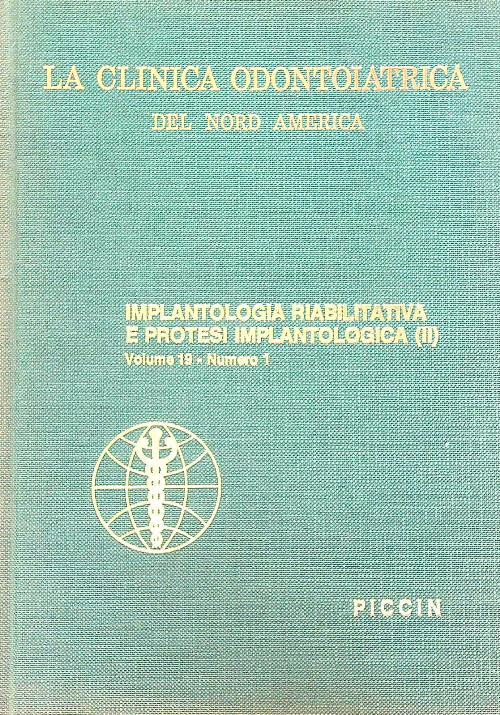 LA CLINICA ODONTOIATRICA
DEL NORD AMERICA
IMPLANTOLOGIA RIABILITATIVA
E PROTESI IMPLANTOLOGICA (II)
Volume 19 • Numero 1
PICCIN